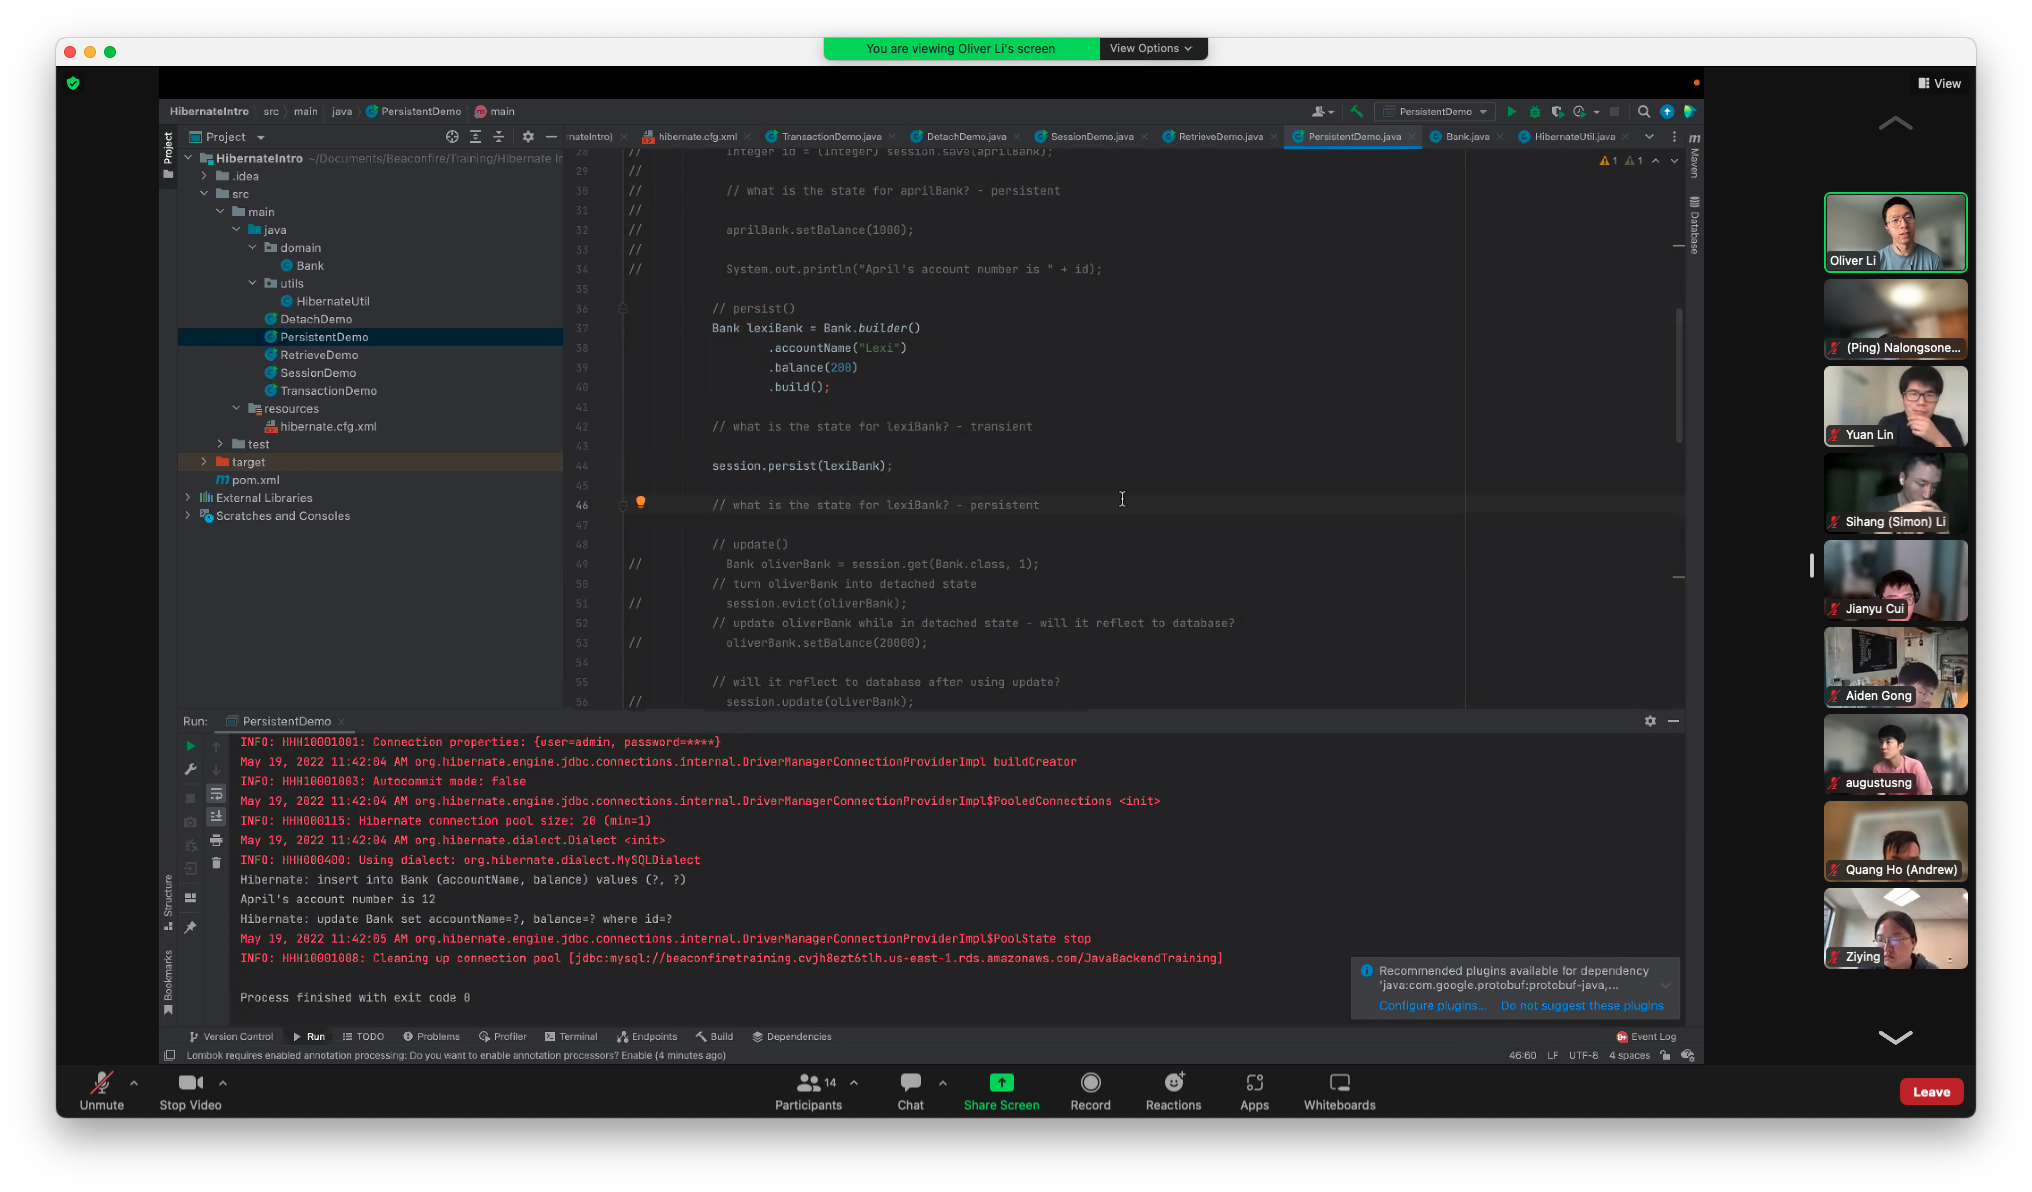 You are viewing Oliver Li's screen
View Options
View
HibernateIntro
src
main
java
PersistentDemo
main
PersistentDemo
Project
Project
hibernate.cfg.xml
TransactionDemo.java
DetachDemo.java
SessionDemo.java
RetrieveDemo.java
PersistentDemo.java
Bank.java
HibernateUtil.java
Maven
Database
HibernateIntro ~/Documents/Beaconfire/Training/Hibernate In
.idea
src
main
java
domain
Bank
utils
HibernateUtil
DetachDemo
PersistentDemo
RetrieveDemo
SessionDemo
TransactionDemo
resources
hibernate.cfg.xml
test
target
pom.xml
External Libraries
Scratches and Consoles
1 1
28 // Integer id = (Integer) session.save(aprilBank);
29 //
30 // // what is the state for aprilBank? - persistent
31 //
32 // aprilBank.setBalance(1000);
33 //
34 // System.out.println("April's account number is " + id);
35
36 // persist()
37 Bank lexiBank = Bank.builder()
38 .accountName("Lexi")
39 .balance(200)
40 .build();
41
42 // what is the state for lexiBank? - transient
43
44 session.persist(lexiBank);
45
46 // what is the state for lexiBank? - persistent
47
48 // update()
49 // Bank oliverBank = session.get(Bank.class, 1);
50 // turn oliverBank into detached state
51 // session.evict(oliverBank);
52 // update oliverBank while in detached state - will it reflect to database?
53 // oliverBank.setBalance(20000);
54
55 // will it reflect to database after using update?
56 // session.update(oliverBank);
Run:
PersistentDemo
INFO: HHH10001001: Connection properties: {user=admin, password=****}
May 19, 2022 11:42:04 AM org.hibernate.engine.jdbc.connections.internal.DriverManagerConnectionProviderImpl buildCreator
INFO: HHH10001003: Autocommit mode: false
May 19, 2022 11:42:04 AM org.hibernate.engine.jdbc.connections.internal.DriverManagerConnectionProviderImpl$PooledConnections <init>
INFO: HHH000115: Hibernate connection pool size: 20 (min=1)
May 19, 2022 11:42:04 AM org.hibernate.dialect.Dialect <init>
INFO: HHH000400: Using dialect: org.hibernate.dialect.MySQLDialect
Hibernate: insert into Bank (accountName, balance) values (?, ?)
April's account number is 12
Hibernate: update Bank set accountName=?, balance=? where id=?
May 19, 2022 11:42:05 AM org.hibernate.engine.jdbc.connections.internal.DriverManagerConnectionProviderImpl$PoolState stop
INFO: HHH10001008: Cleaning up connection pool [jdbc:mysql://beaconfiretraining.cvjh8ezt6tlh.us-east-1.rds.amazonaws.com/JavaBackendTraining]
Process finished with exit code 0
Structure
Bookmarks
Recommended plugins available for dependency
'java:com.google.protobuf:protobuf-java,...
Configure plugins... Do not suggest these plugins
Version Control
Run
TODO
Problems
Profiler
Terminal
Endpoints
Build
Dependencies
Event Log
Lombok requires enabled annotation processing: Do you want to enable annotation processors? Enable (4 minutes ago)
46:60 LF UTF-8 4 spaces
Oliver Li
(Ping) Nalongsone...
Yuan Lin
Sihang (Simon) Li
Jianyu Cui
Aiden Gong
augustusng
Quang Ho (Andrew)
Ziying
Unmute
Stop Video
14
Participants
Chat
Share Screen
Record
Reactions
Apps
Whiteboards
Leave